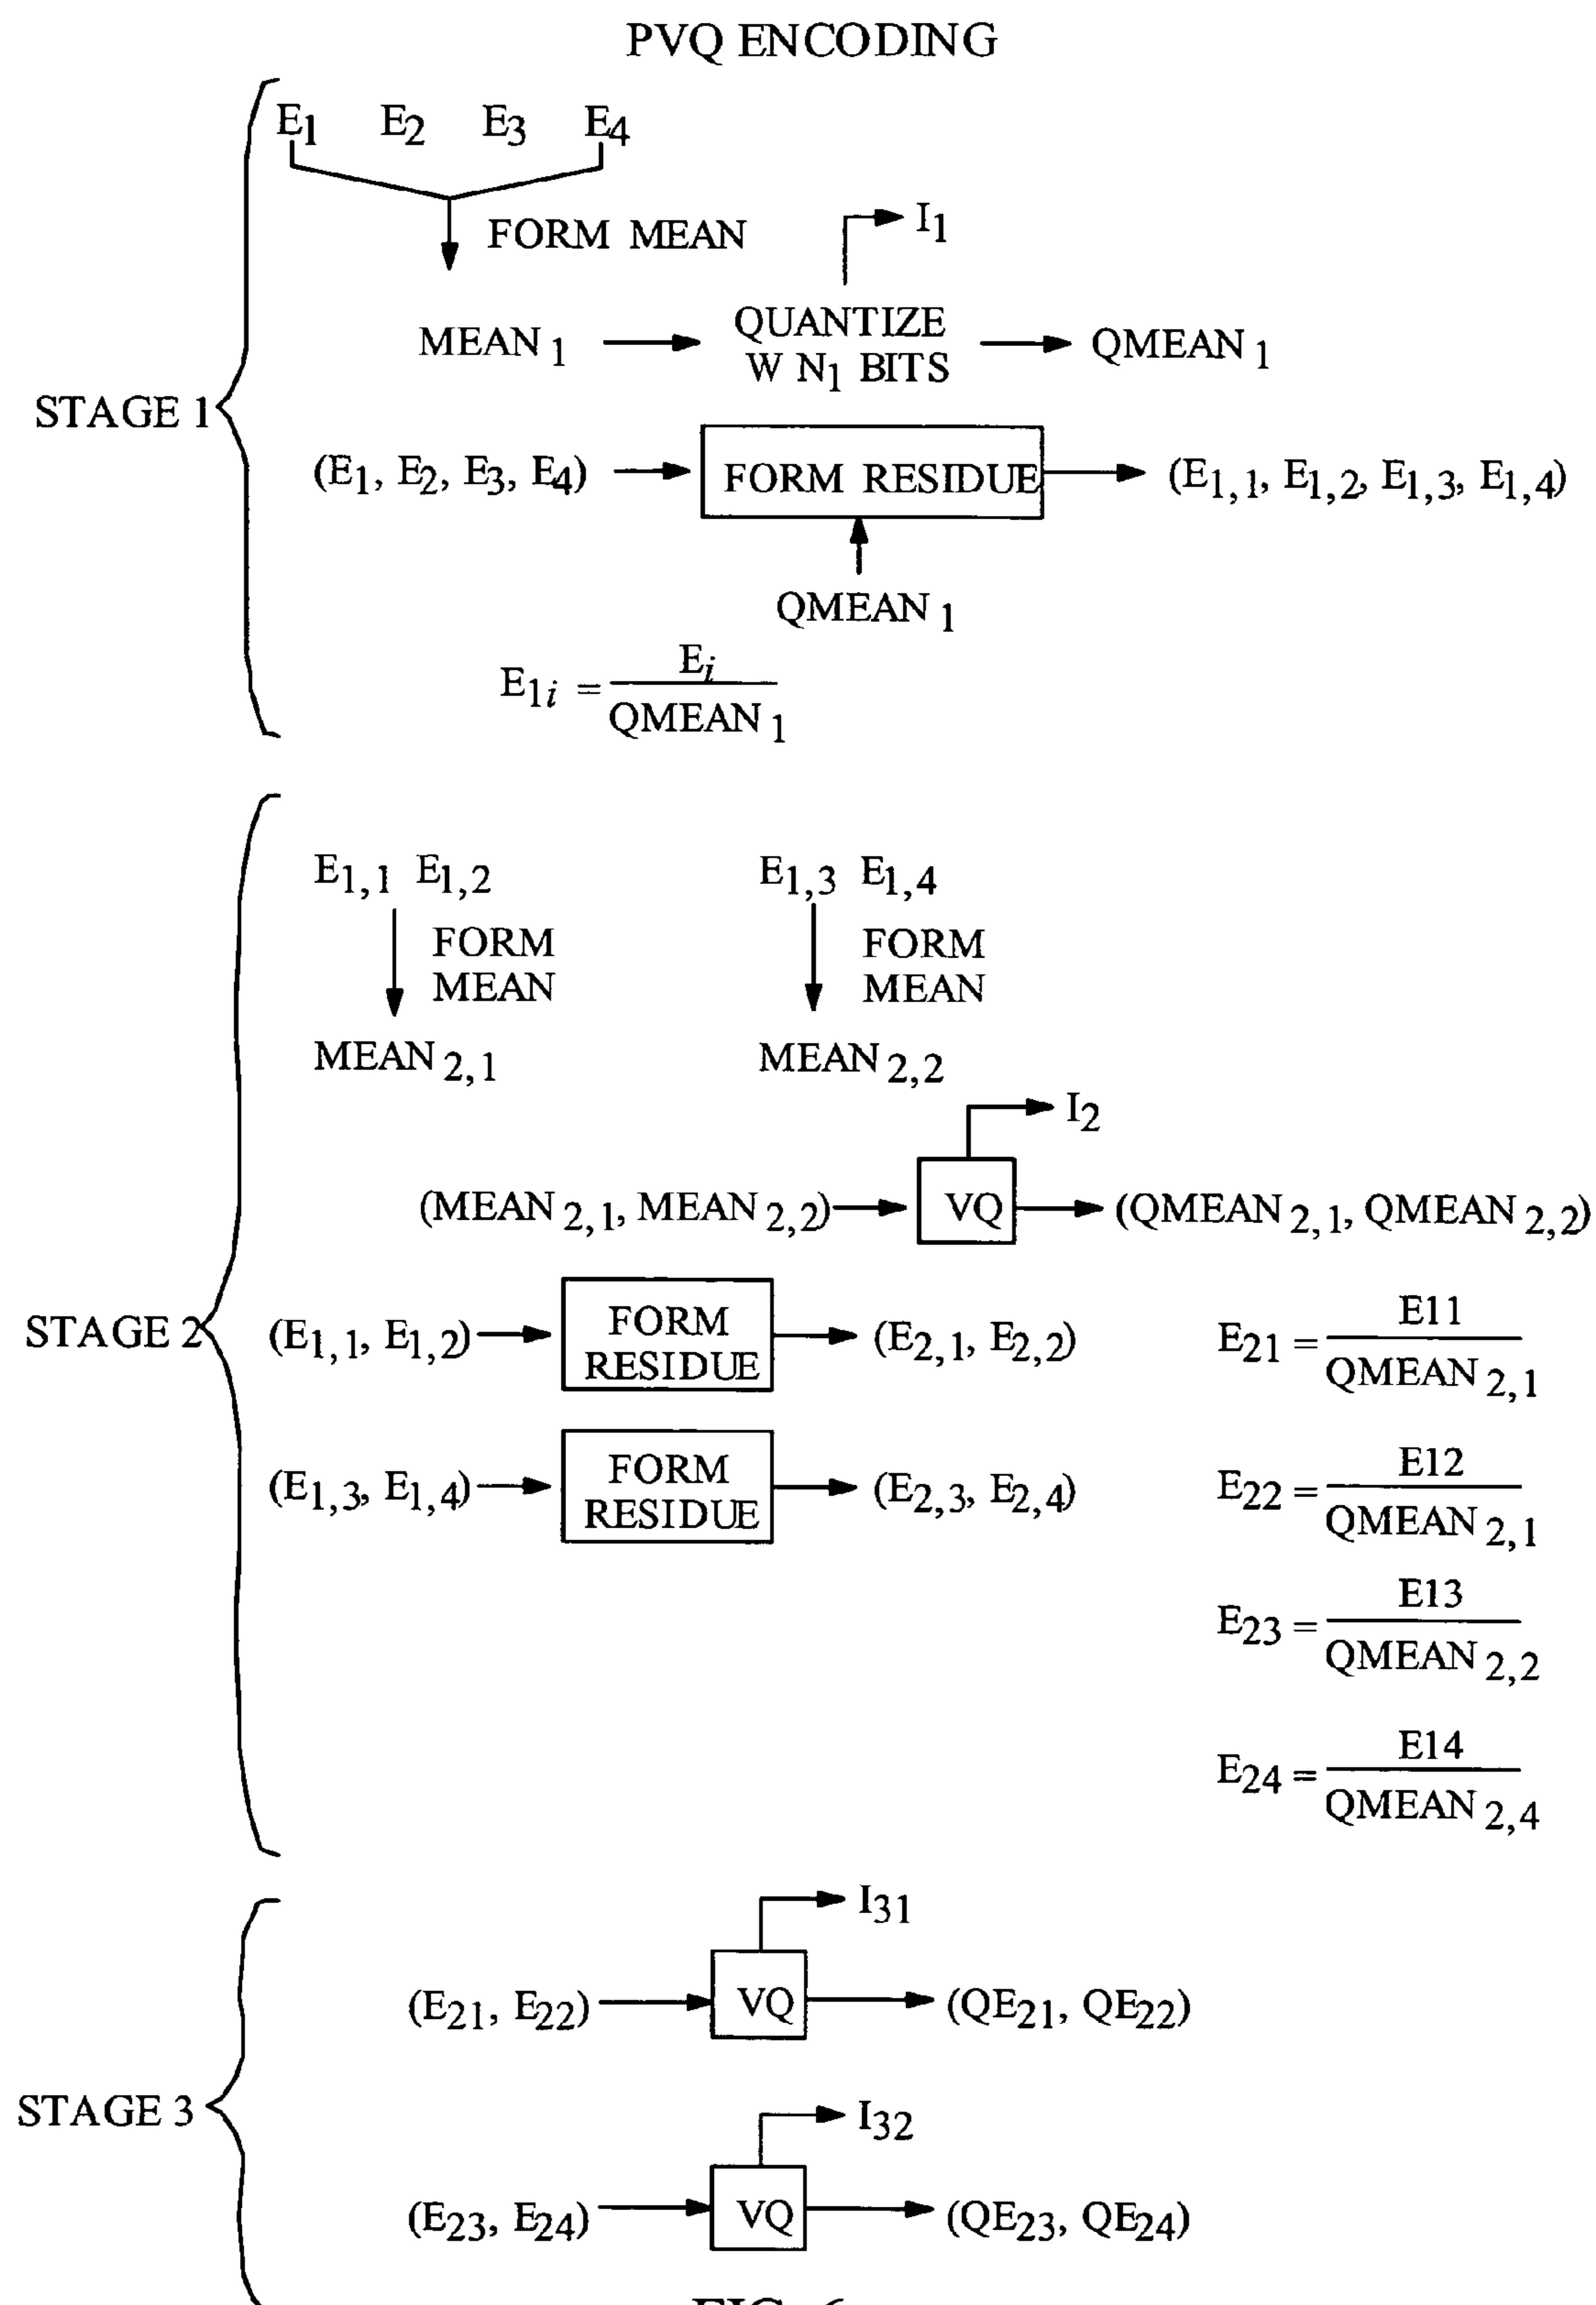 PVQ ENCODING
E1 E2 E3 E4
FORM MEAN
I1
MEAN 1
QUANTIZE
W N1 BITS
QMEAN 1
STAGE 1
(E1, E2, E3, E4)
FORM RESIDUE
(E1,1, E1,2, E1,3, E1,4)
QMEAN 1
E1i = Ei / QMEAN 1
E1,1 E1,2
E1,3 E1,4
FORM
MEAN
FORM
MEAN
MEAN 2,1
MEAN 2,2
I2
(MEAN 2,1, MEAN 2,2)
VQ
(QMEAN 2,1, QMEAN 2,2)
STAGE 2
(E1,1, E1,2)
FORM
RESIDUE
(E2,1, E2,2)
E21 = E11 / QMEAN 2,1
(E1,3, E1,4)
FORM
RESIDUE
(E2,3, E2,4)
E22 = E12 / QMEAN 2,1
E23 = E13 / QMEAN 2,2
E24 = E14 / QMEAN 2,4
I31
(E21, E22)
VQ
(QE21, QE22)
STAGE 3
I32
(E23, E24)
VQ
(QE23, QE24)